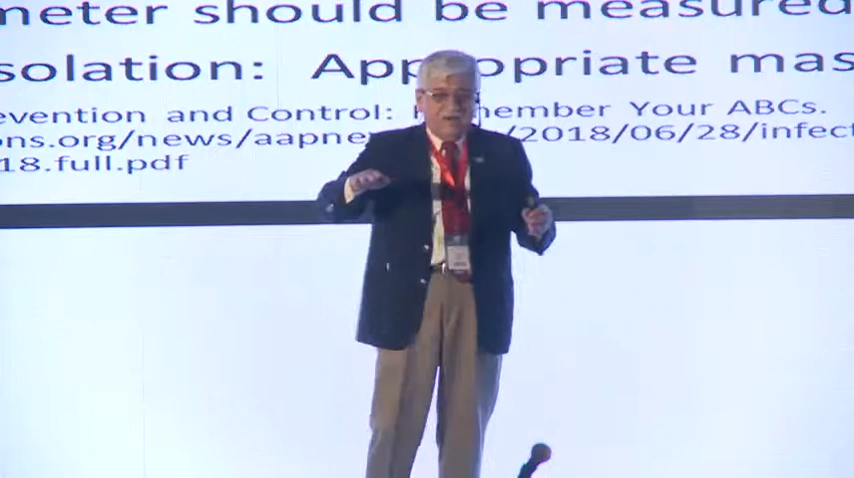 meter should be measured
solation: Appropriate mas
evention and Control: Your ABCs.
ons.org/news/aapne /2018/06/28/infect
18.full.pdf